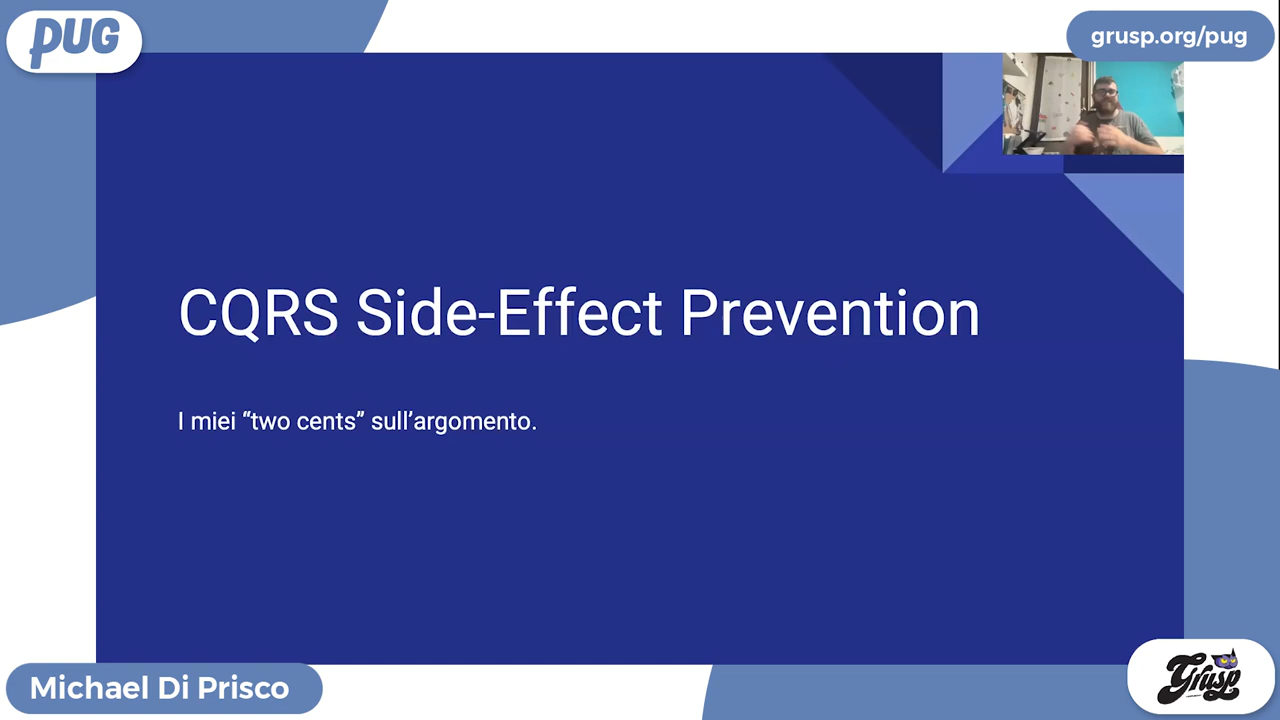 PUG
grusp.org/pug
CQRS Side-Effect Prevention
I miei “two cents” sull’argomento.
Michael Di Prisco
Grusp